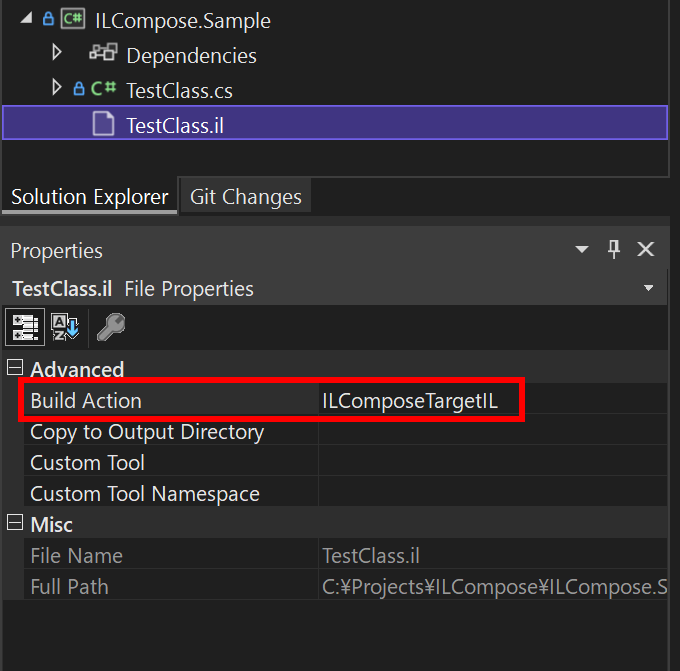 C# ILCompose.Sample
Dependencies
C# TestClass.cs
TestClass.il
Solution Explorer Git Changes
Properties
TestClass.il File Properties
A Z
Advanced
Build Action ILComposeTargetIL
Copy to Output Directory
Custom Tool
Custom Tool Namespace
Misc
File Name TestClass.il
Full Path C:¥Projects¥ILCompose¥ILCompose.S